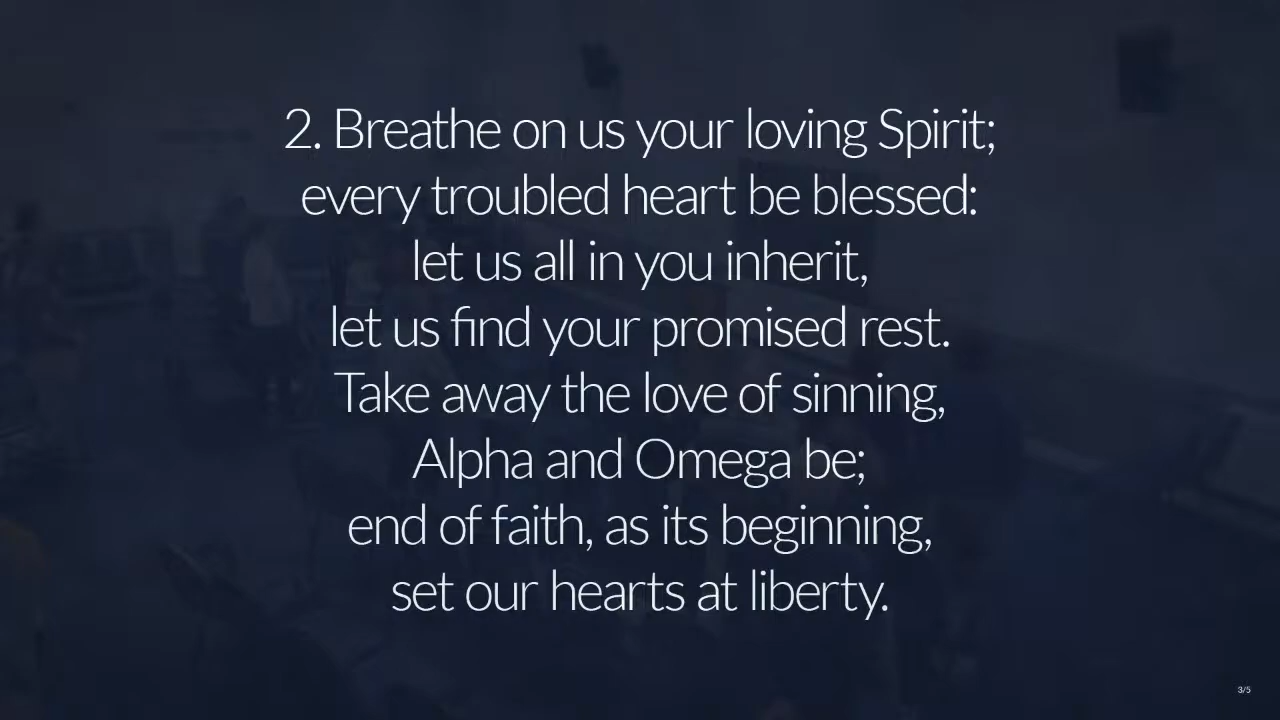 2. Breathe on us your loving Spirit;
every troubled heart be blessed:
let us all in you inherit,
let us find your promised rest.
Take away the love of sinning,
Alpha and Omega be;
end of faith, as its beginning,
set our hearts at liberty.
3/5